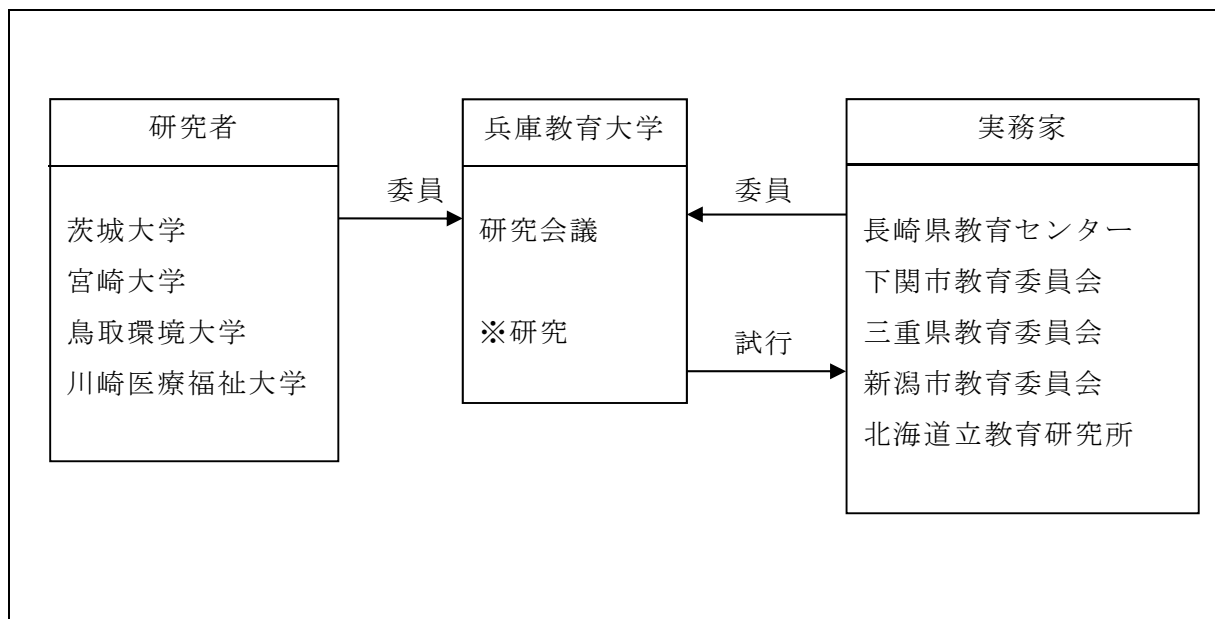 研究者
茨城大学
宮崎大学
鳥取環境大学
川崎医療福祉大学
委員
兵庫教育大学
研究会議
※研究
委員
試行
実務家
長崎県教育センター
下関市教育委員会
三重県教育委員会
新潟市教育委員会
北海道立教育研究所